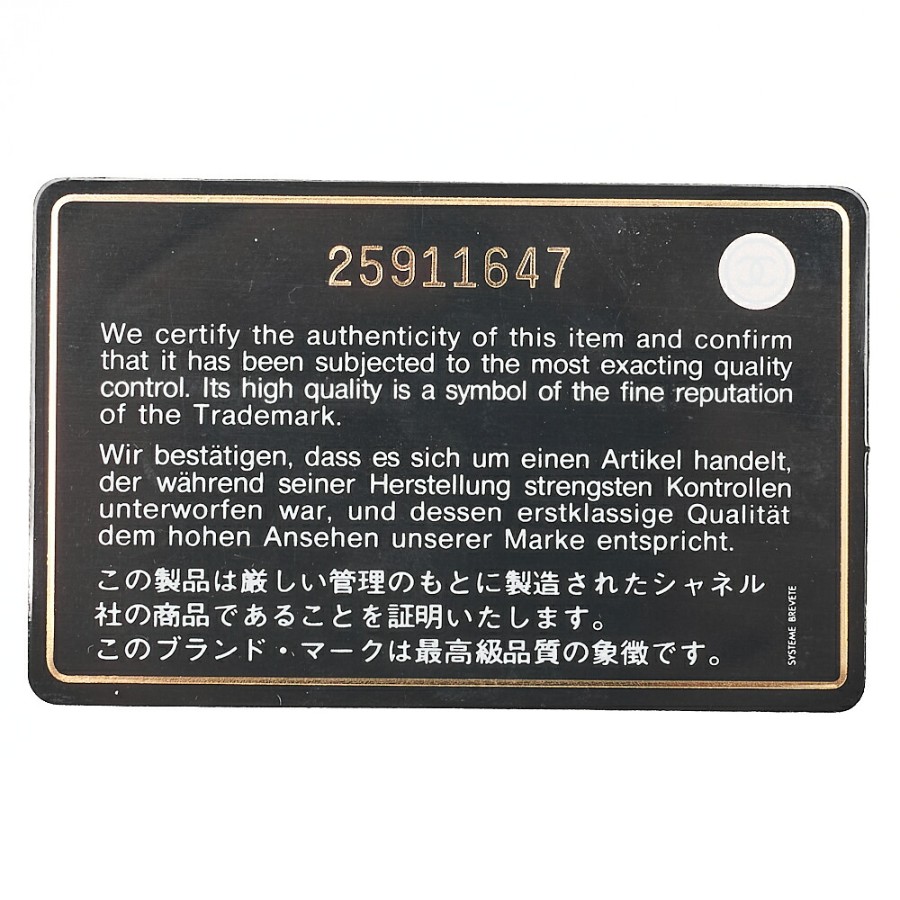 25911647
We certify the authenticity of this item and confirm
that it has been subjected to the most exacting quality
control. Its high quality is a symbol of the fine reputation
of the Trademark.
Wir bestätigen, dass es sich um einen Artikel handelt,
der während seiner Herstellung strengsten Kontrollen
unterworfen war, und dessen erstklassige Qualität
dem hohen Ansehen unserer Marke entspricht.
この製品は厳しい管理のもとに製造されたシャネル
社の商品であることを証明いたします。
このブランド・マークは最高級品質の象徴です。
SYSTEME BREVETE